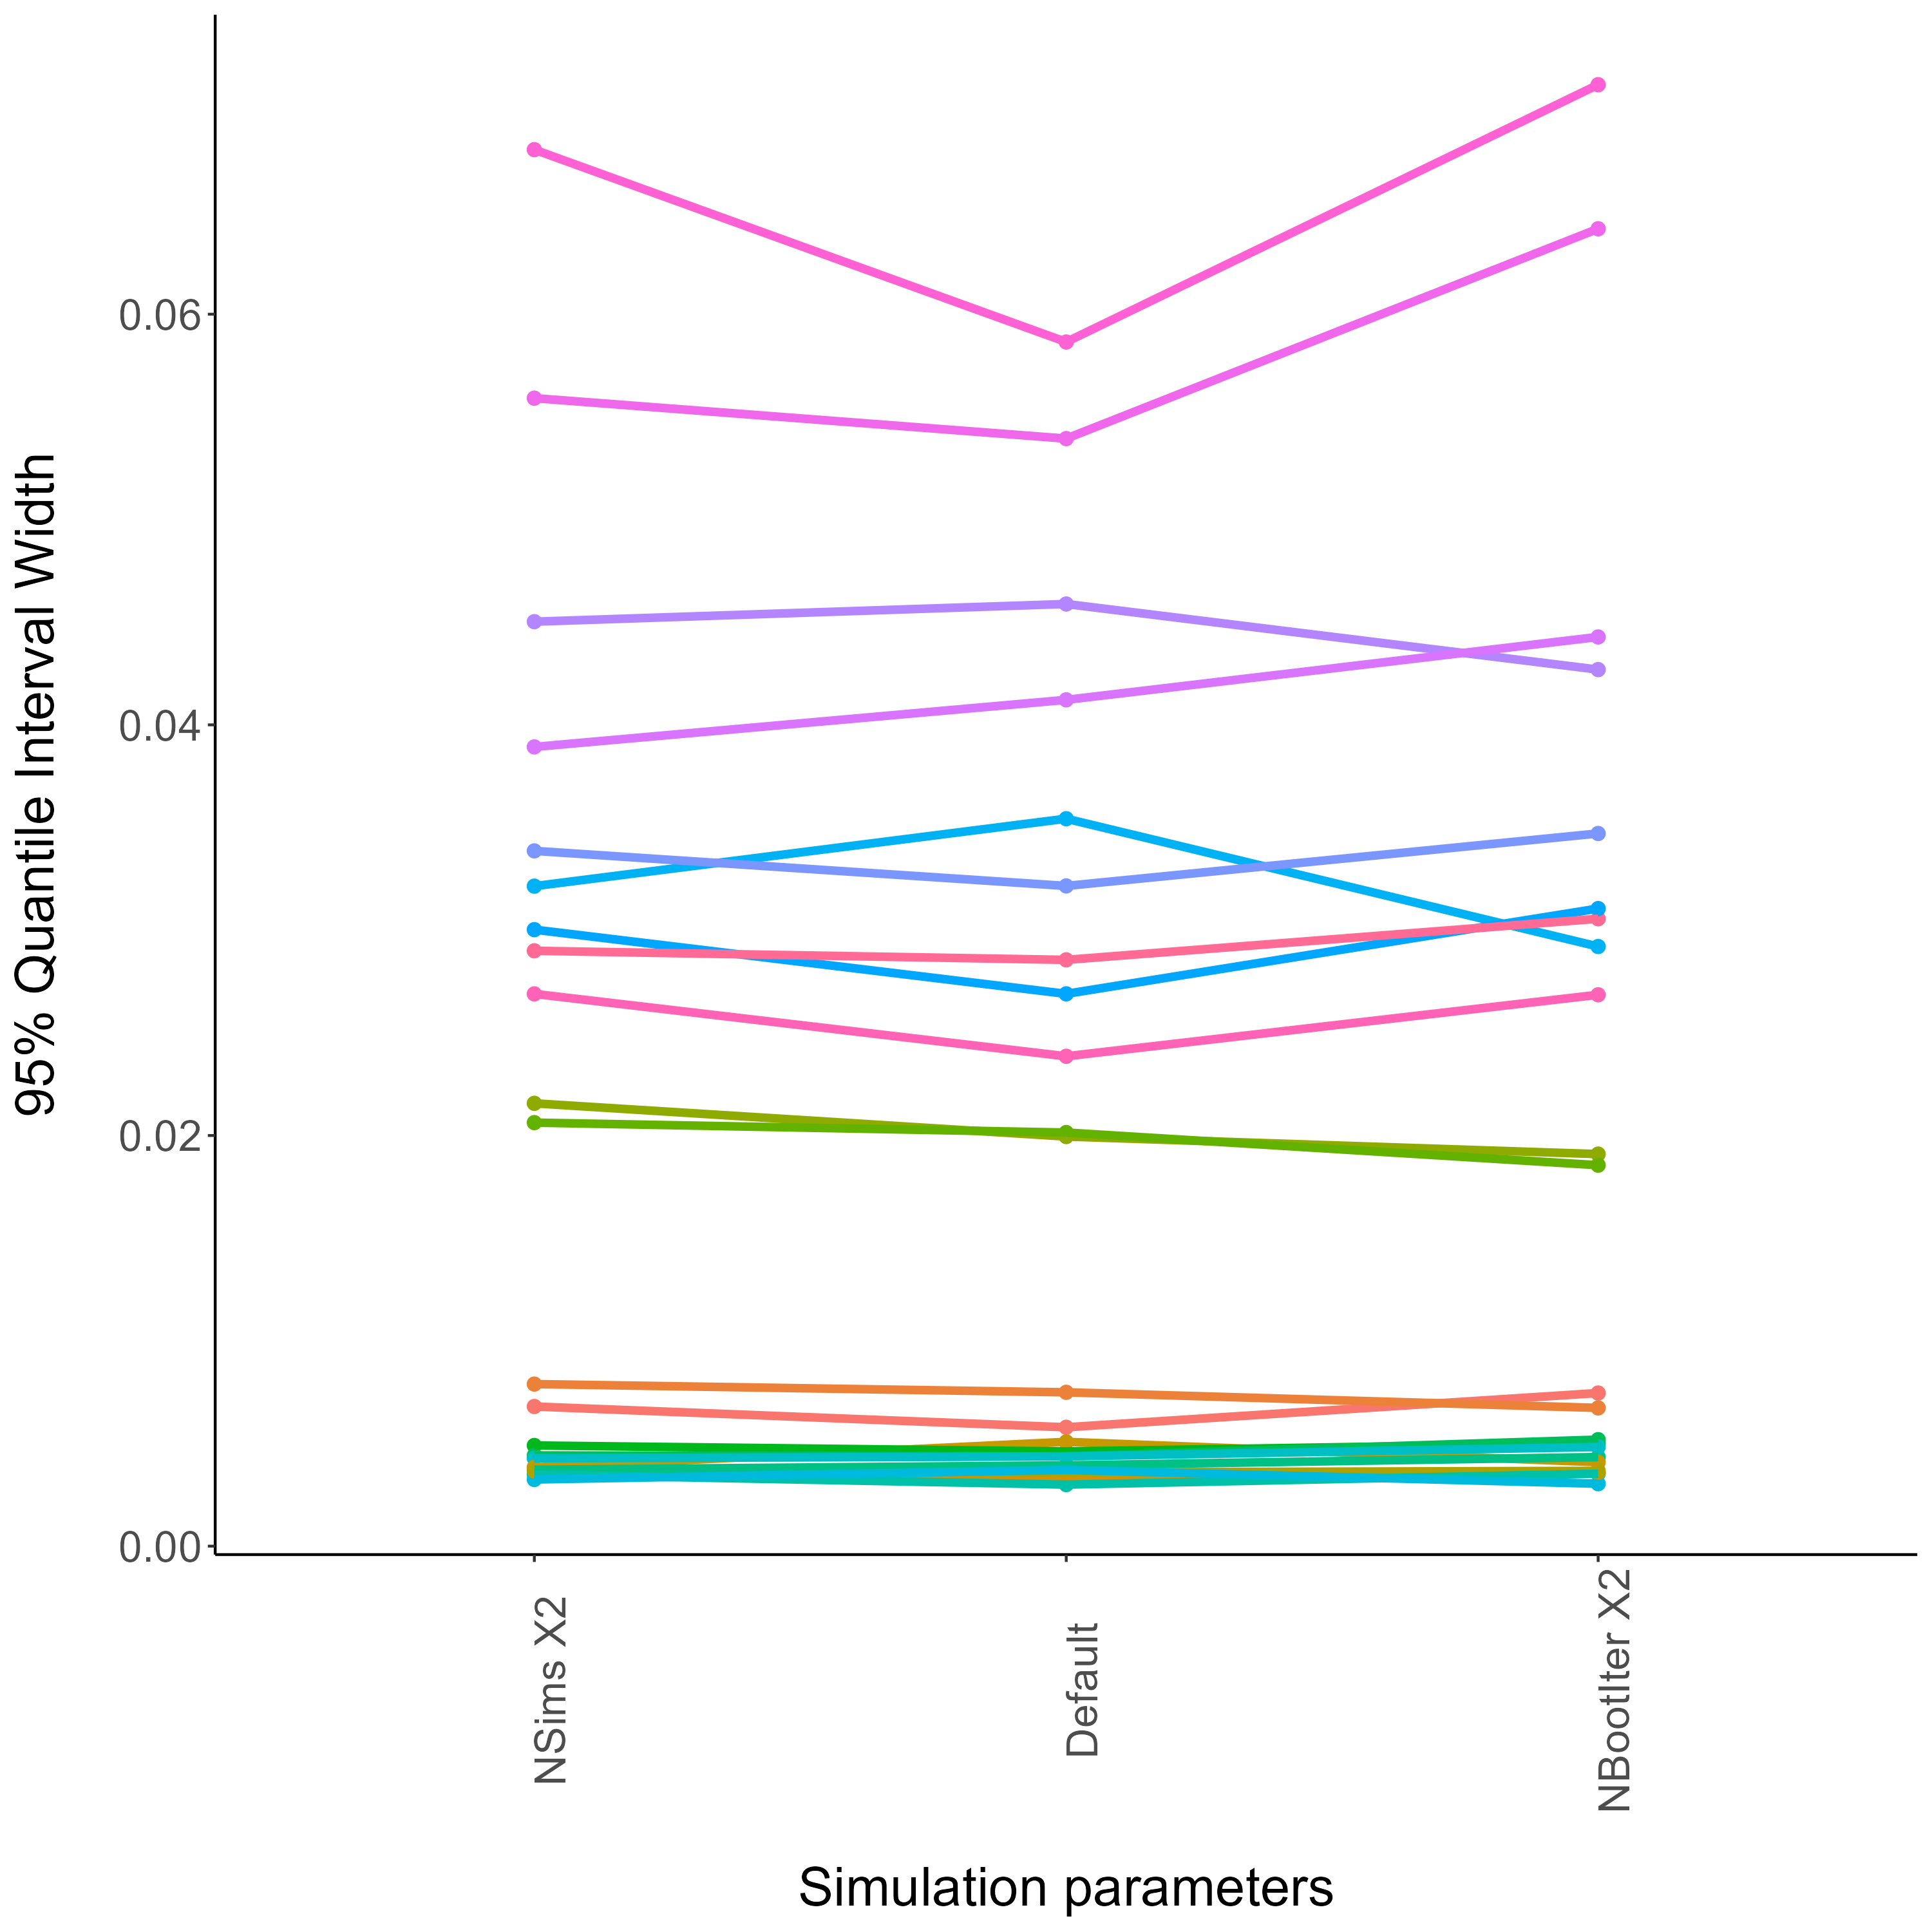 95% Quantile Interval Width
0.06
0.04
0.02
0.00
NSims X2
Default
NBootIter X2
Simulation parameters